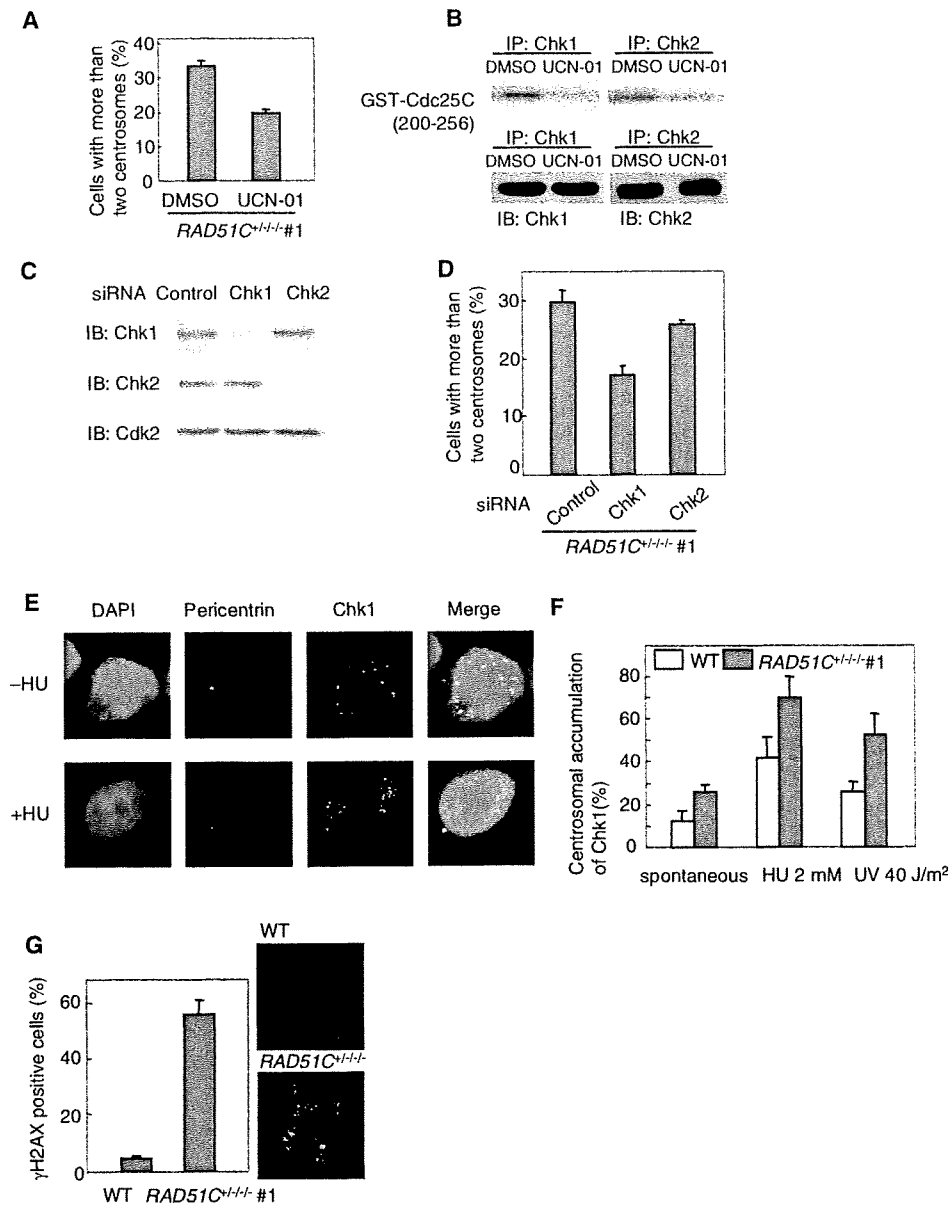 A
Cells with more than
two centrosomes (%)
40
30
20
10
0
DMSO UCN-01
RAD51C+/-/-/-#1
B
IP: Chk1 IP: Chk2
DMSO UCN-01 DMSO UCN-01
GST-Cdc25C
(200-256)
IP: Chk1 IP: Chk2
DMSO UCN-01 DMSO UCN-01
IB: Chk1 IB: Chk2
C
siRNA Control Chk1 Chk2
IB: Chk1
IB: Chk2
IB: Cdk2
D
Cells with more than
two centrosomes (%)
30
20
10
0
siRNA Control Chk1 Chk2
RAD51C+/-/-/- #1
E
DAPI Pericentrin Chk1 Merge
–HU
+HU
F
Centrosomal accumulation
of Chk1(%)
WT RAD51C+/-/-/-#1
80
60
40
20
0
spontaneous HU 2 mM UV 40 J/m²
G
γH2AX positive cells (%)
60
40
20
0
WT RAD51C+/-/-/- #1
WT
RAD51C+/-/-/-